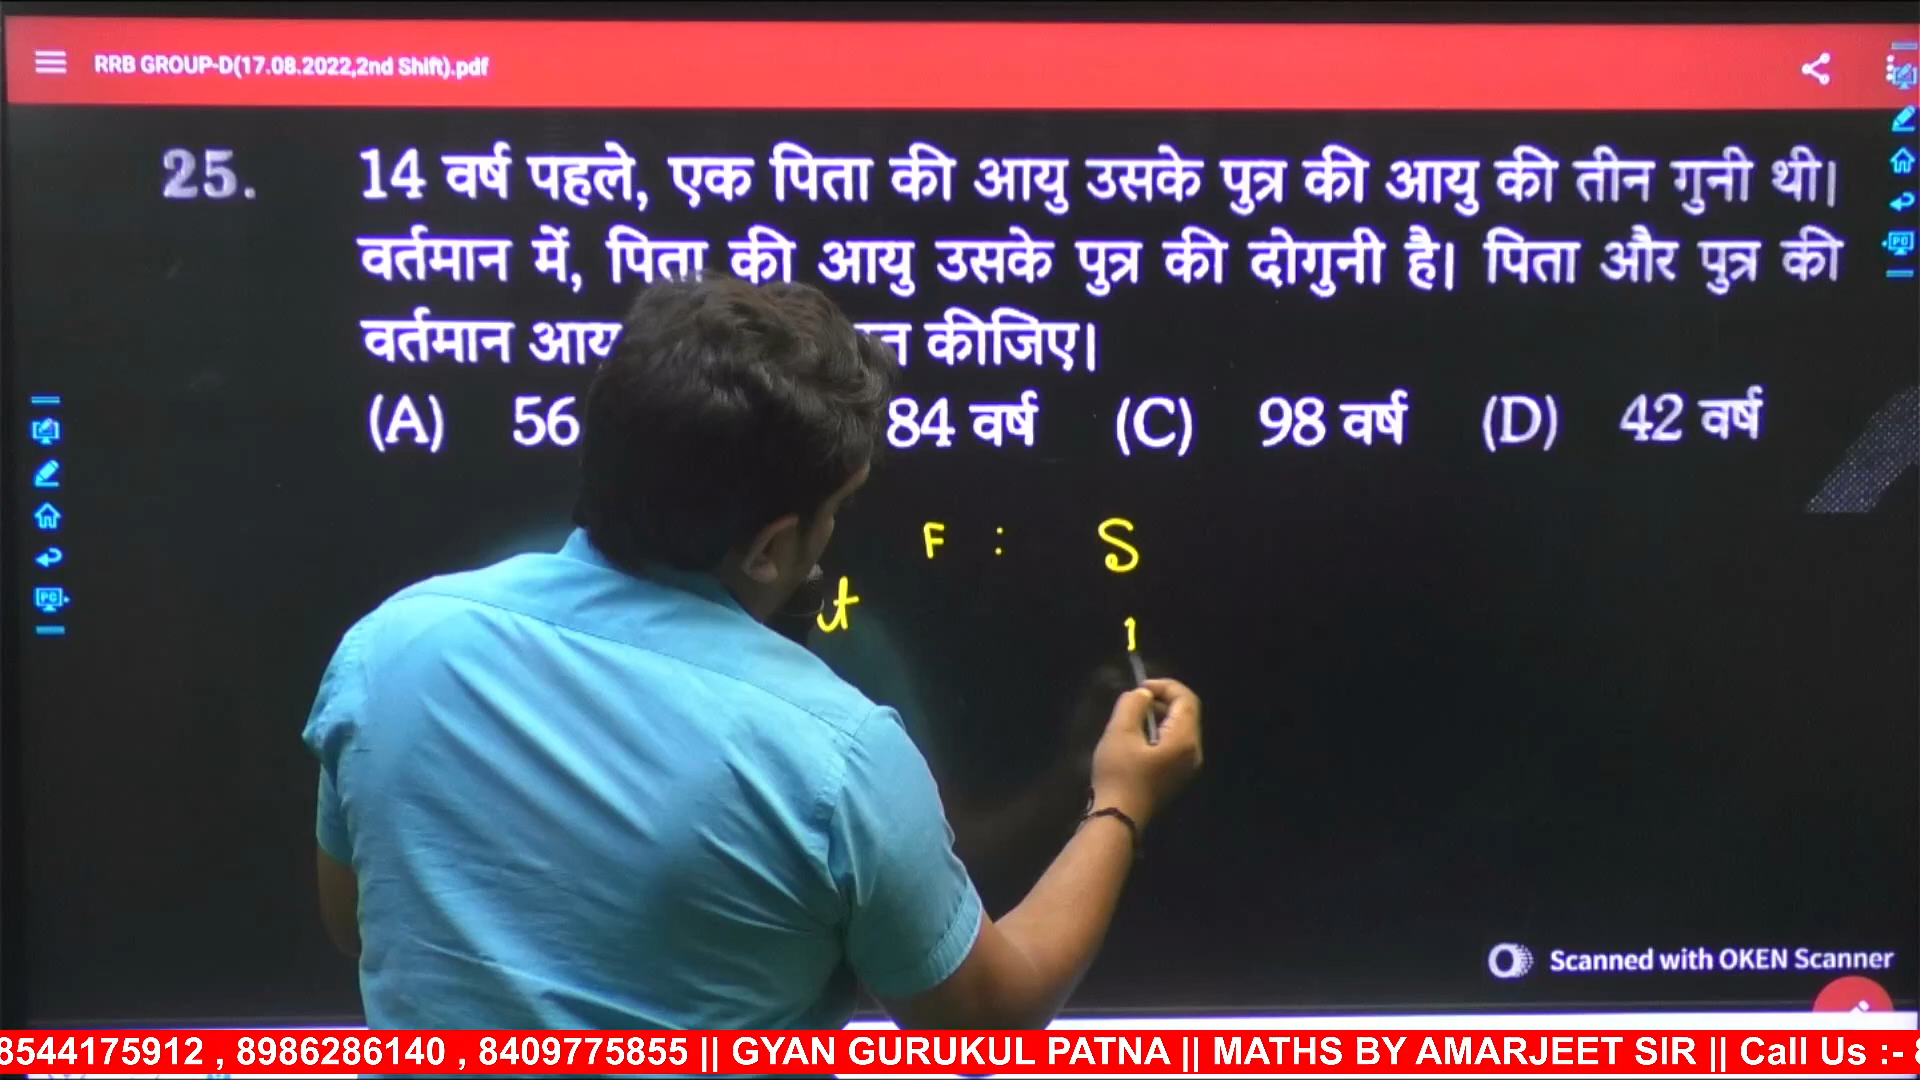 RRB GROUP-D(17.08.2022,2nd Shift).pdf
25. 14 वर्ष पहले, एक पिता की आयु उसके पुत्र की आयु की तीन गुनी थी।
वर्तमान में, पिता की आयु उसके पुत्र की दोगुनी है। पिता और पुत्र की
वर्तमान कीजिए।
(A) 56 84 वर्ष (C) 98 वर्ष (D) 42 वर्ष
F : S
1
Scanned with OKEN Scanner
8544175912 , 8986286140 , 8409775855 || GYAN GURUKUL PATNA || MATHS BY AMARJEET SIR || Call Us :-